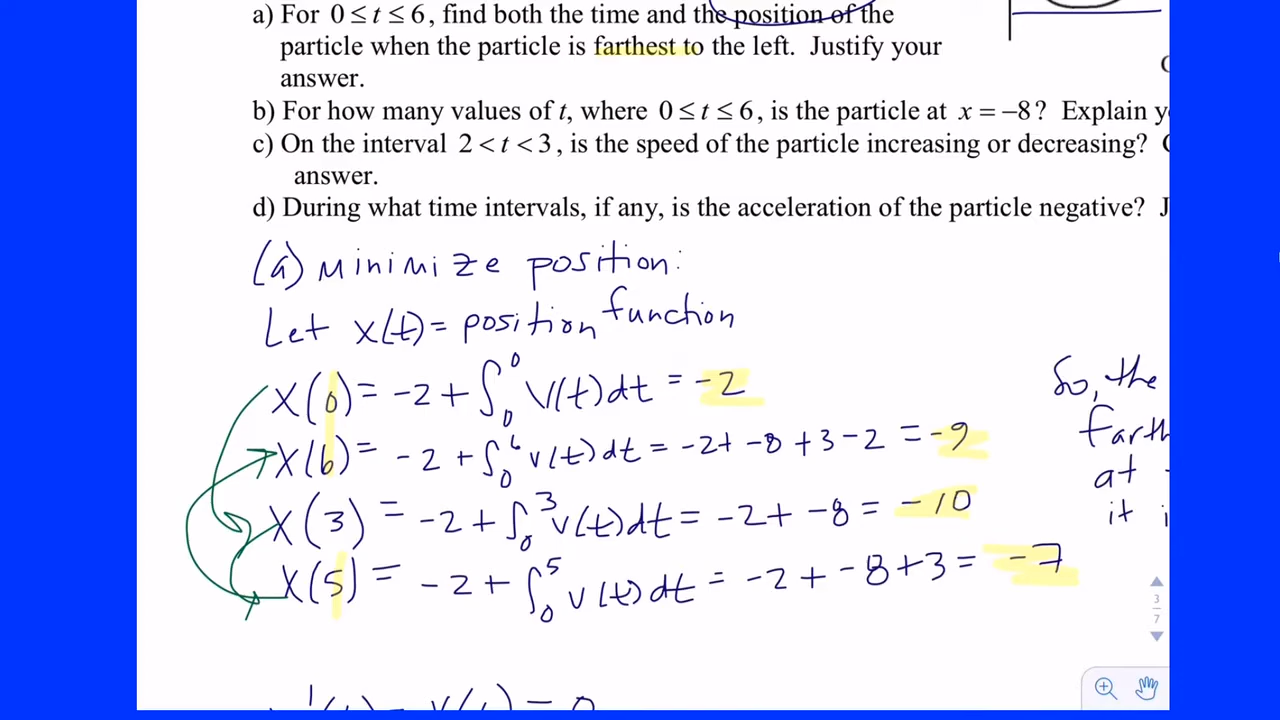 a) For 0 ≤ t ≤ 6, find both the time and the position of the
particle when the particle is farthest to the left. Justify your
answer.
b) For how many values of t, where 0 ≤ t ≤ 6, is the particle at x = −8? Explain y
c) On the interval 2 < t < 3, is the speed of the particle increasing or decreasing?
answer.
d) During what time intervals, if any, is the acceleration of the particle negative? J
(a) minimize position:
Let x(t) = position function
x(0) = -2 + ∫₀⁰ v(t)dt = -2
x(6) = -2 + ∫₀⁶ v(t)dt = -2 + -8 + 3 - 2 = -9
x(3) = -2 + ∫₀³ v(t)dt = -2 + -8 = -10
x(5) = -2 + ∫₀⁵ v(t)dt = -2 + -8 + 3 = -7
So, the
farth
at
it i
3/7